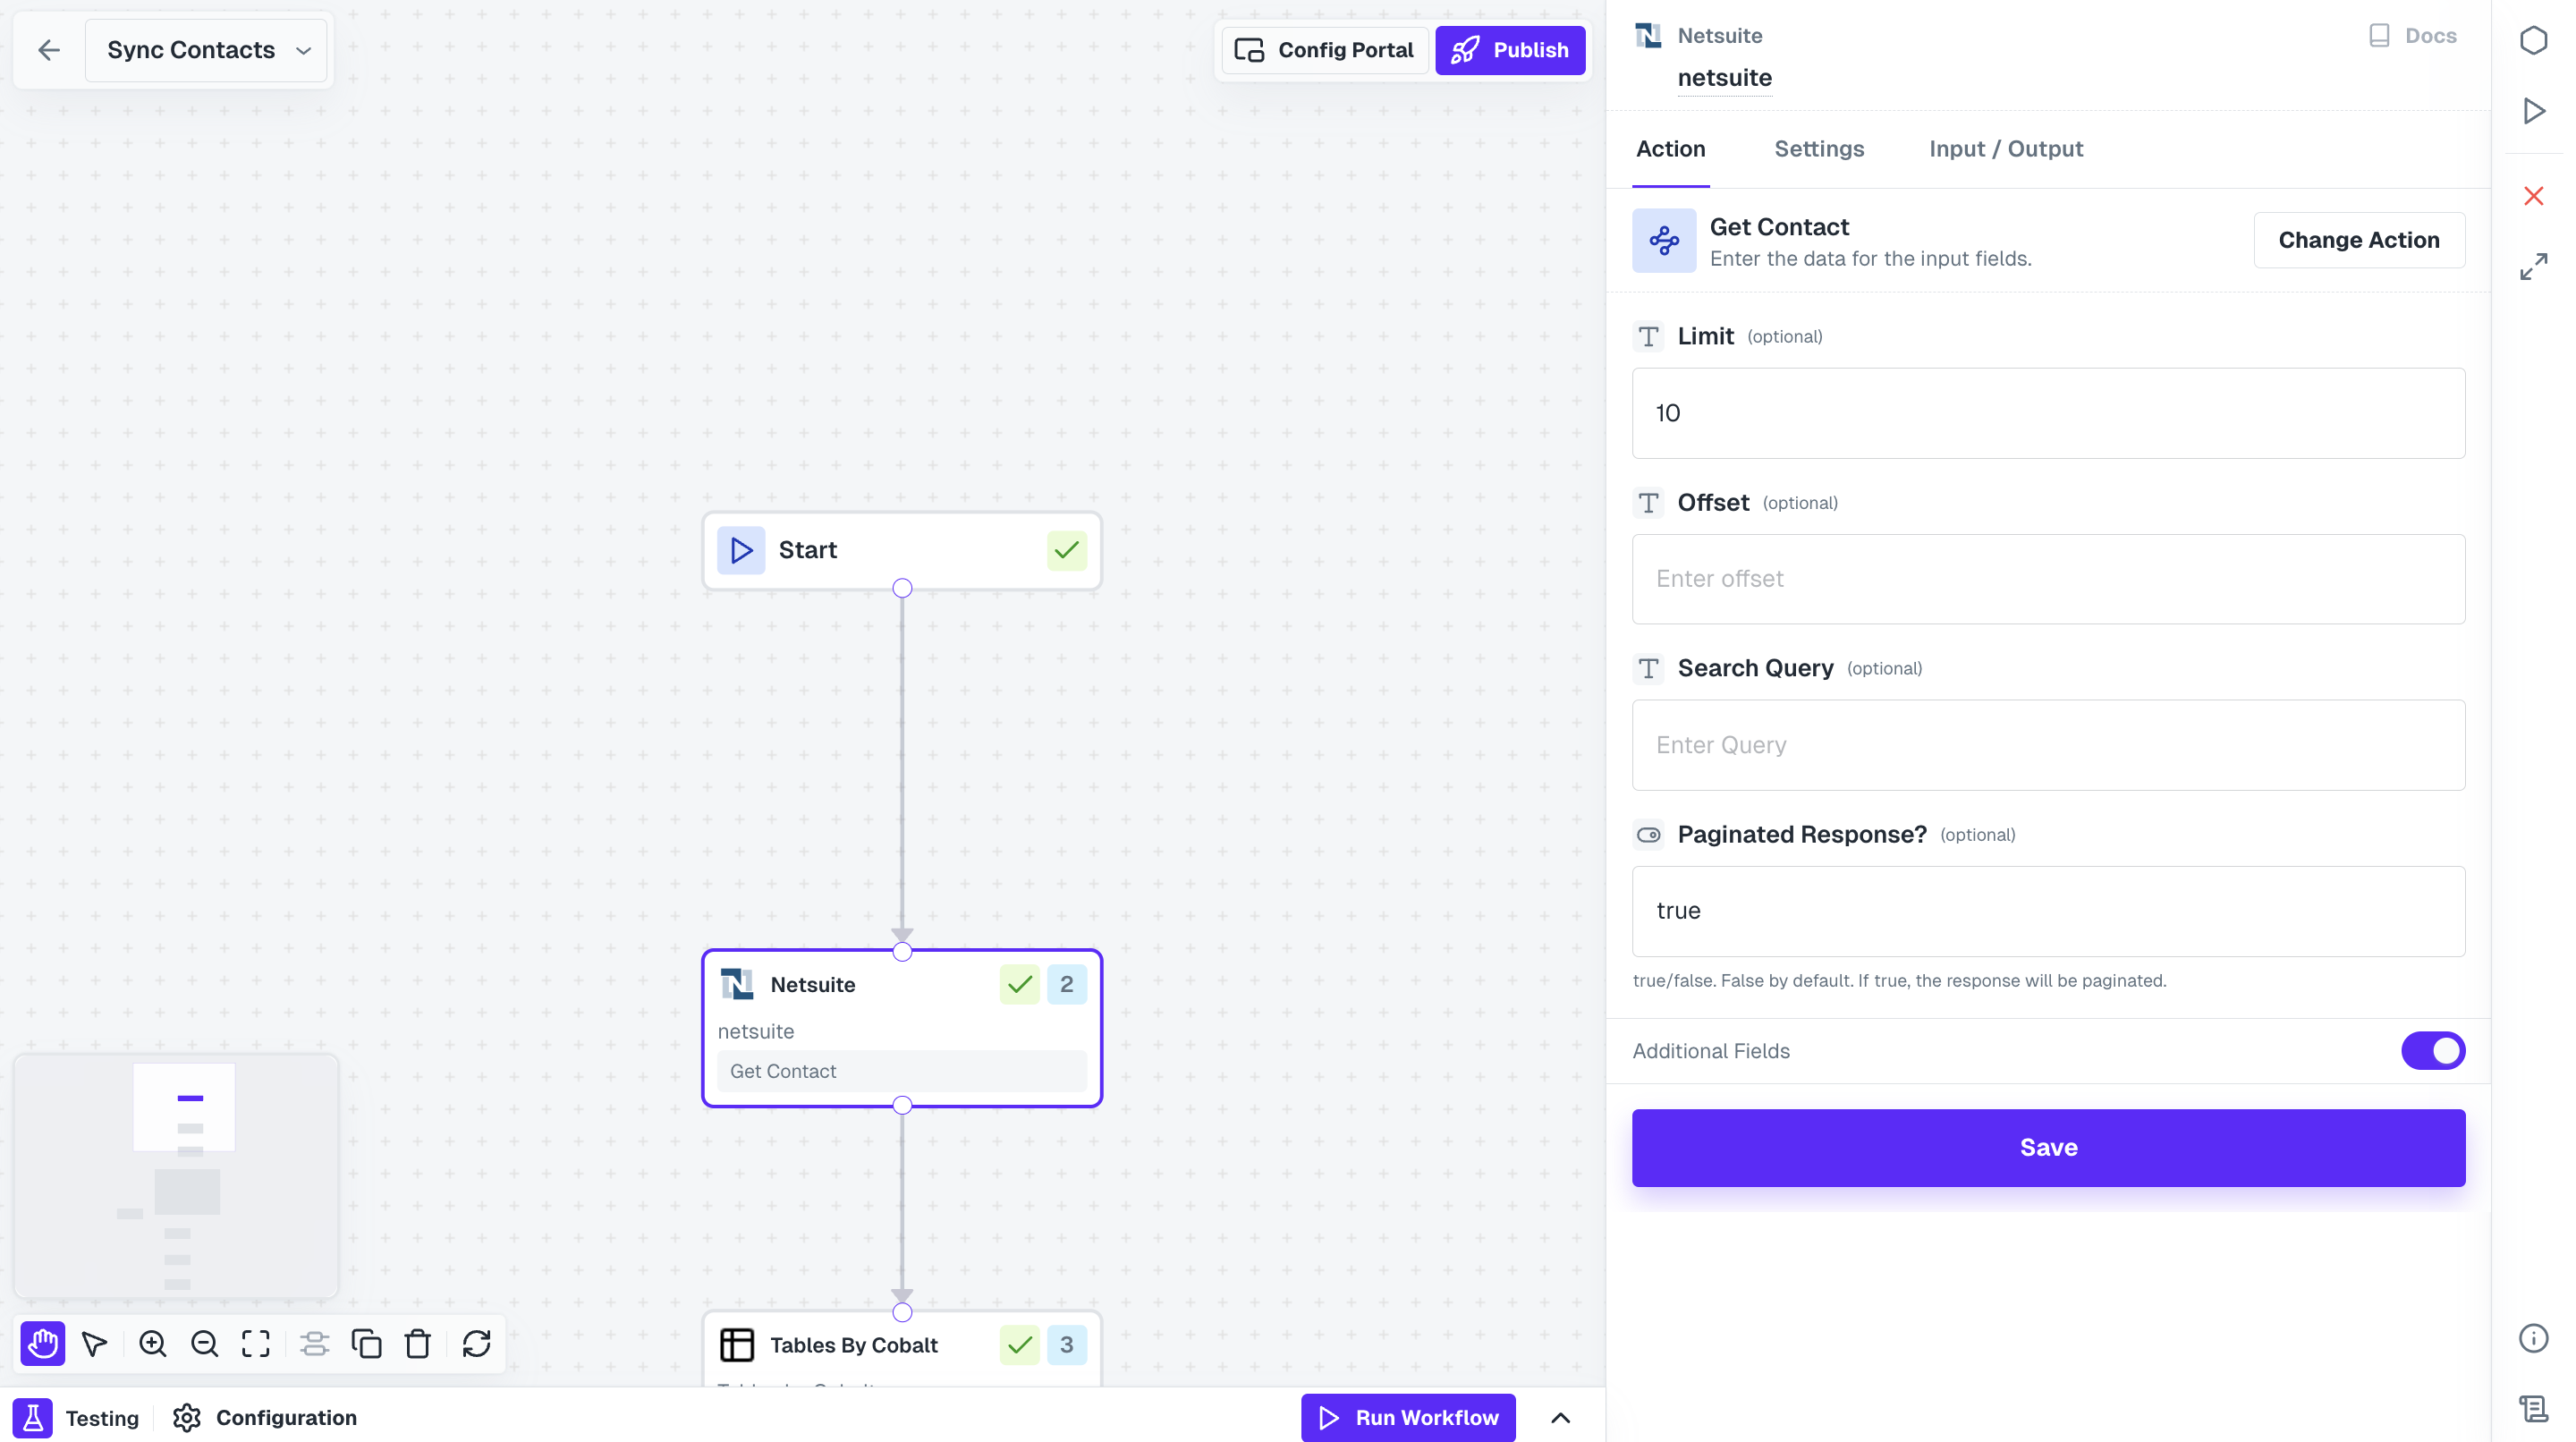 Sync Contacts
Config Portal
Publish
Start
Netsuite
2
netsuite
Get Contact
Tables By Cobalt
3
Testing
Configuration
Run Workflow
Netsuite
Docs
netsuite
Action
Settings
Input / Output
Get Contact
Enter the data for the input fields.
Change Action
Limit (optional)
10
Offset (optional)
Enter offset
Search Query (optional)
Enter Query
Paginated Response? (optional)
true
true/false. False by default. If true, the response will be paginated.
Additional Fields
Save